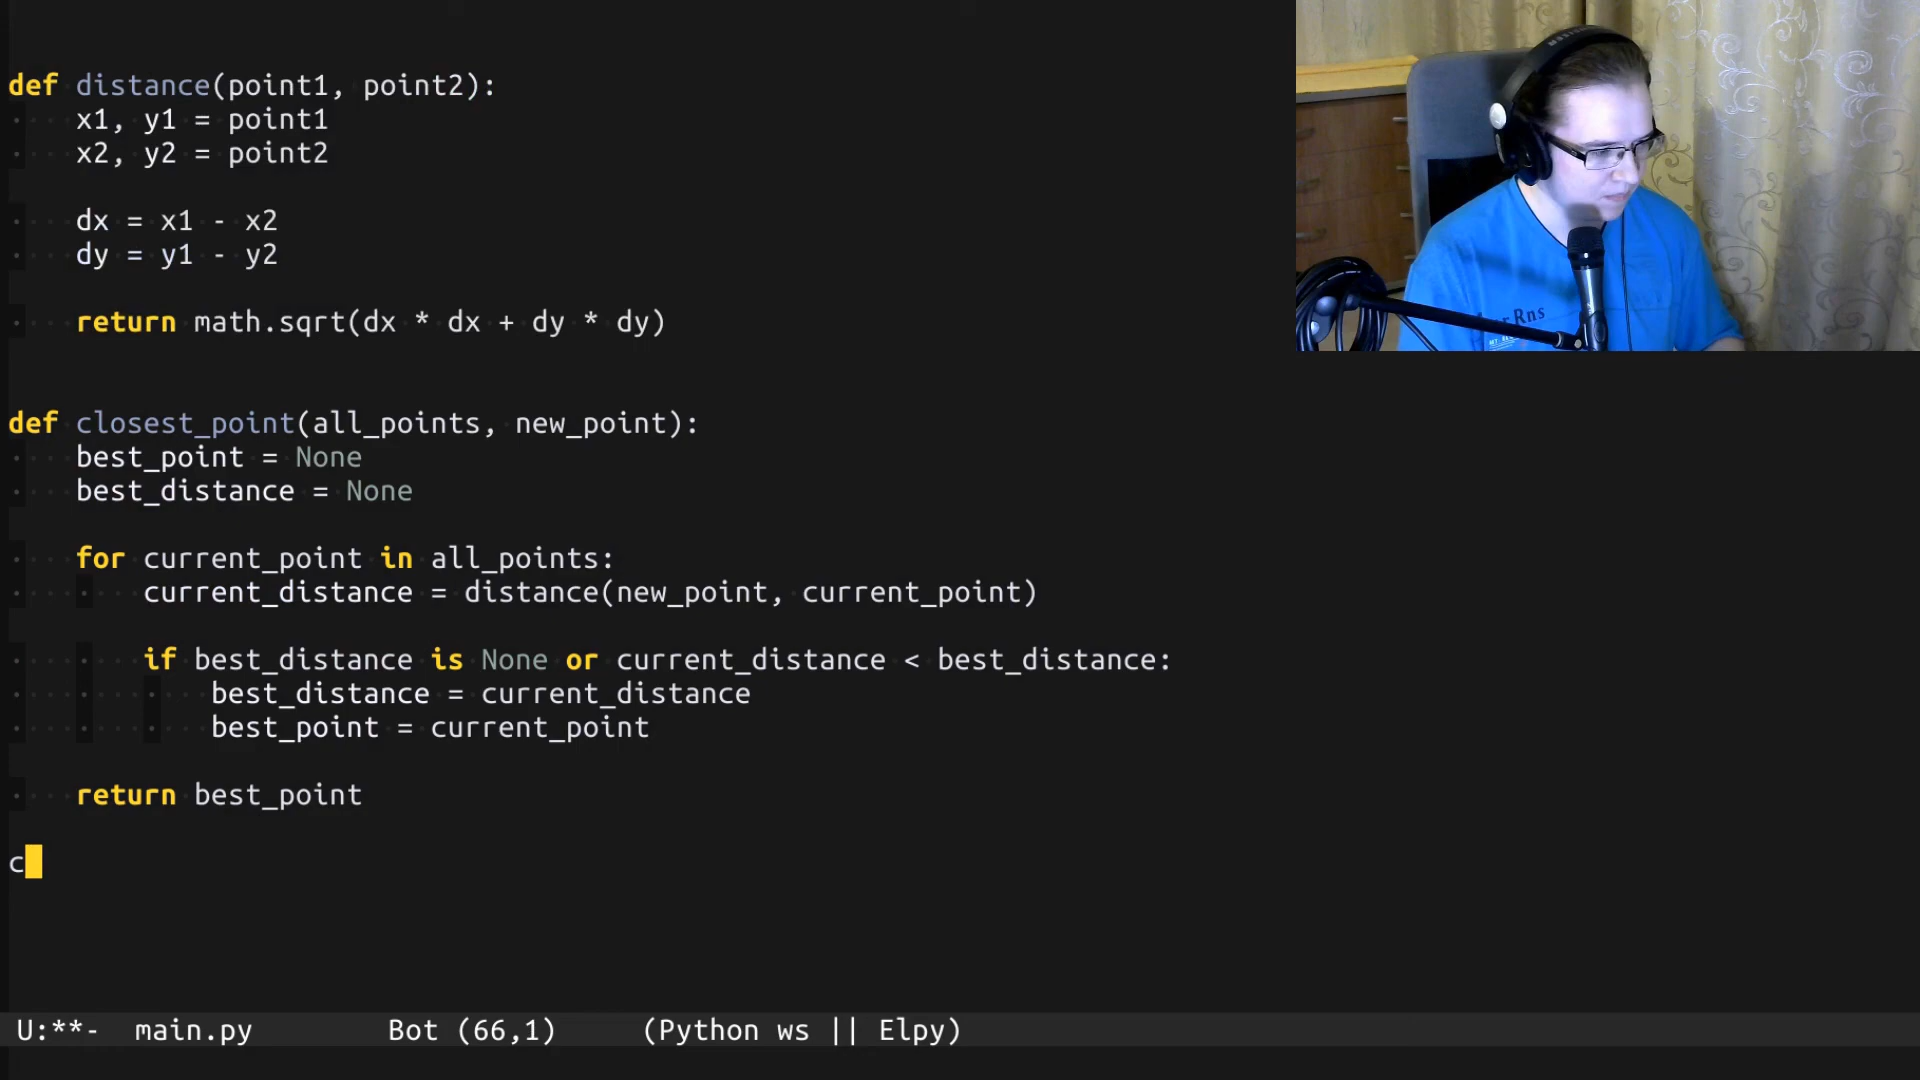 def distance(point1, point2):
x1, y1 = point1
x2, y2 = point2
dx = x1 - x2
dy = y1 - y2
return math.sqrt(dx * dx + dy * dy)
def closest_point(all_points, new_point):
best_point = None
best_distance = None
for current_point in all_points:
current_distance = distance(new_point, current_point)
if best_distance is None or current_distance < best_distance:
best_distance = current_distance
best_point = current_point
return best_point
c
U:**- main.py Bot (66,1) (Python ws || Elpy)